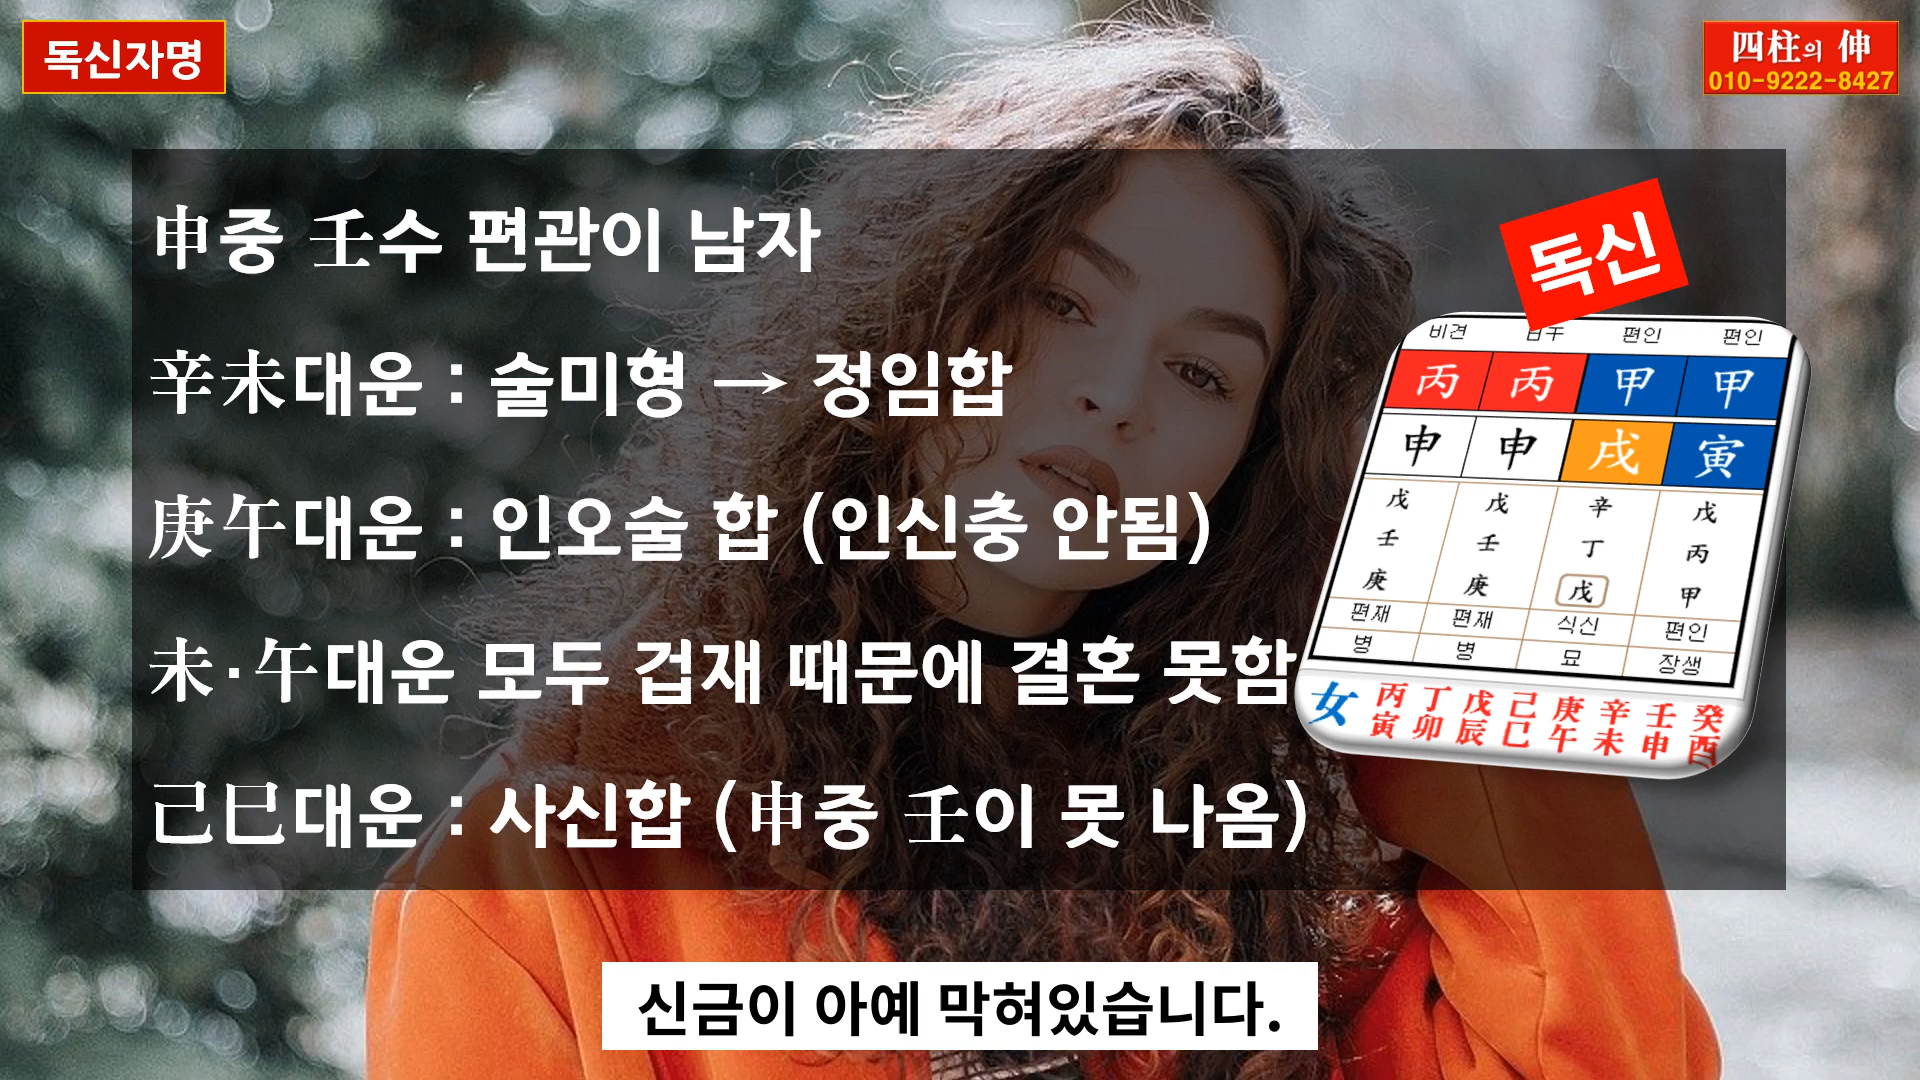 독신자명
四柱의 伸
010-9222-8427
申중 壬수 편관이 남자
辛未대운 : 술미형 → 정임합
庚午대운 : 인오술 합 (인신충 안됨)
未·午대운 모두 겁재 때문에 결혼 못함
己巳대운 : 사신합 (申중 壬이 못 나옴)
독신
비견 편인 편인
丙 丙 甲 甲
申 申 戌 寅
戊 戊 辛 戊
壬 壬 丁 丙
庚 庚 戊 甲
편재 편재 식신 편인
병 병 묘 장생
女 丙 丁 戊 己 庚 辛 壬 癸
寅 卯 辰 巳 午 未 申 酉
신금이 아예 막혀있습니다.